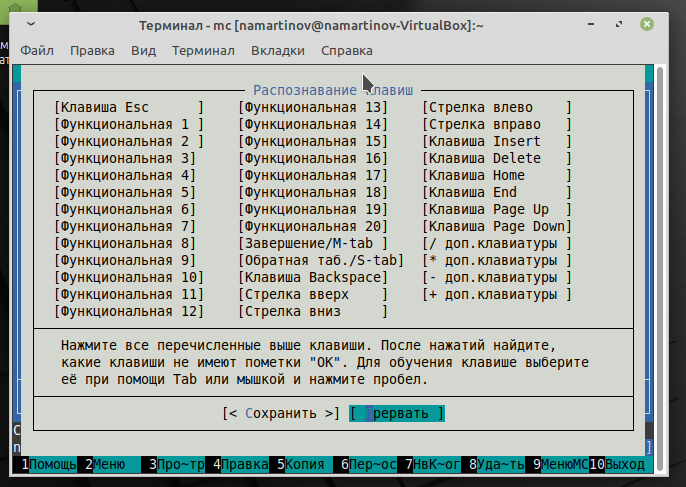 Терминал - mc [namartinov@namartinov-VirtualBox]:~
Файл Правка Вид Терминал Вкладки Справка
Распознавание клавиш
[Клавиша Esc ] [Функциональная 13] [Стрелка влево ]
[Функциональная 1 ] [Функциональная 14] [Стрелка вправо ]
[Функциональная 2 ] [Функциональная 15] [Клавиша Insert ]
[Функциональная 3] [Функциональная 16] [Клавиша Delete ]
[Функциональная 4] [Функциональная 17] [Клавиша Home ]
[Функциональная 5] [Функциональная 18] [Клавиша End ]
[Функциональная 6] [Функциональная 19] [Клавиша Page Up ]
[Функциональная 7] [Функциональная 20] [Клавиша Page Down]
[Функциональная 8] [Завершение/M-tab ] [/ доп.клавиатуры ]
[Функциональная 9] [Обратная таб./S-tab] [* доп.клавиатуры ]
[Функциональная 10] [Клавиша Backspace] [- доп.клавиатуры ]
[Функциональная 11] [Стрелка вверх ] [+ доп.клавиатуры ]
[Функциональная 12] [Стрелка вниз ]
Нажмите все перечисленные выше клавиши. После нажатий найдите,
какие клавиши не имеют пометки "OK". Для обучения клавише выберите
её при помощи Tab или мышкой и нажмите пробел.
[< Сохранить >] [ Прервать ]
1Помощь 2Меню 3Про~тр 4Правка 5Копия 6Пер~ос 7НвК~ог 8Уда~ть 9МенюMC 10Выход